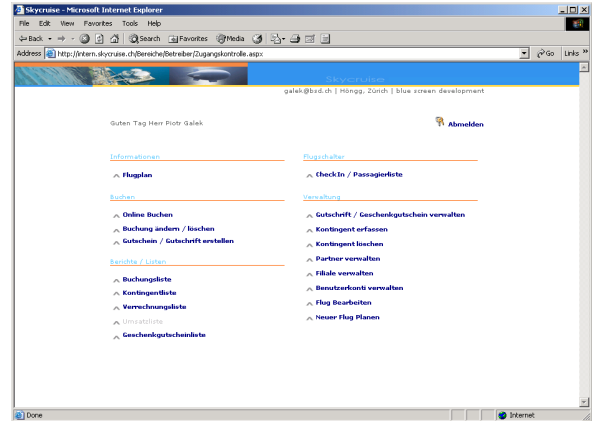 Skycruise - Microsoft Internet Explorer
File Edit View Favorites Tools Help
Back Search Favorites Media
Address http://intern.skycruise.ch/Bereiche/Betreiber/Zugangskontrolle.aspx Go Links »
Skycruise
galek@bsd.ch | Höngg, Zürich | blue screen development
Guten Tag Herr Piotr Galek
Abmelden
Informationen
Flugplan
Buchen
Online Buchen
Buchung ändern / löschen
Gutschein / Gutschrift erstellen
Berichte / Listen
Buchungsliste
Kontingentliste
Verrechnungsliste
Umsatzliste
Geschenkgutscheinliste
Flugschalter
CheckIn / Passagierliste
Verwaltung
Gutschrift / Geschenkgutschein verwalten
Kontingent erfassen
Kontingent löschen
Partner verwalten
Filiale verwalten
Benutzerkonti verwalten
Flug Bearbeiten
Neuer Flug Planen
Done
Internet